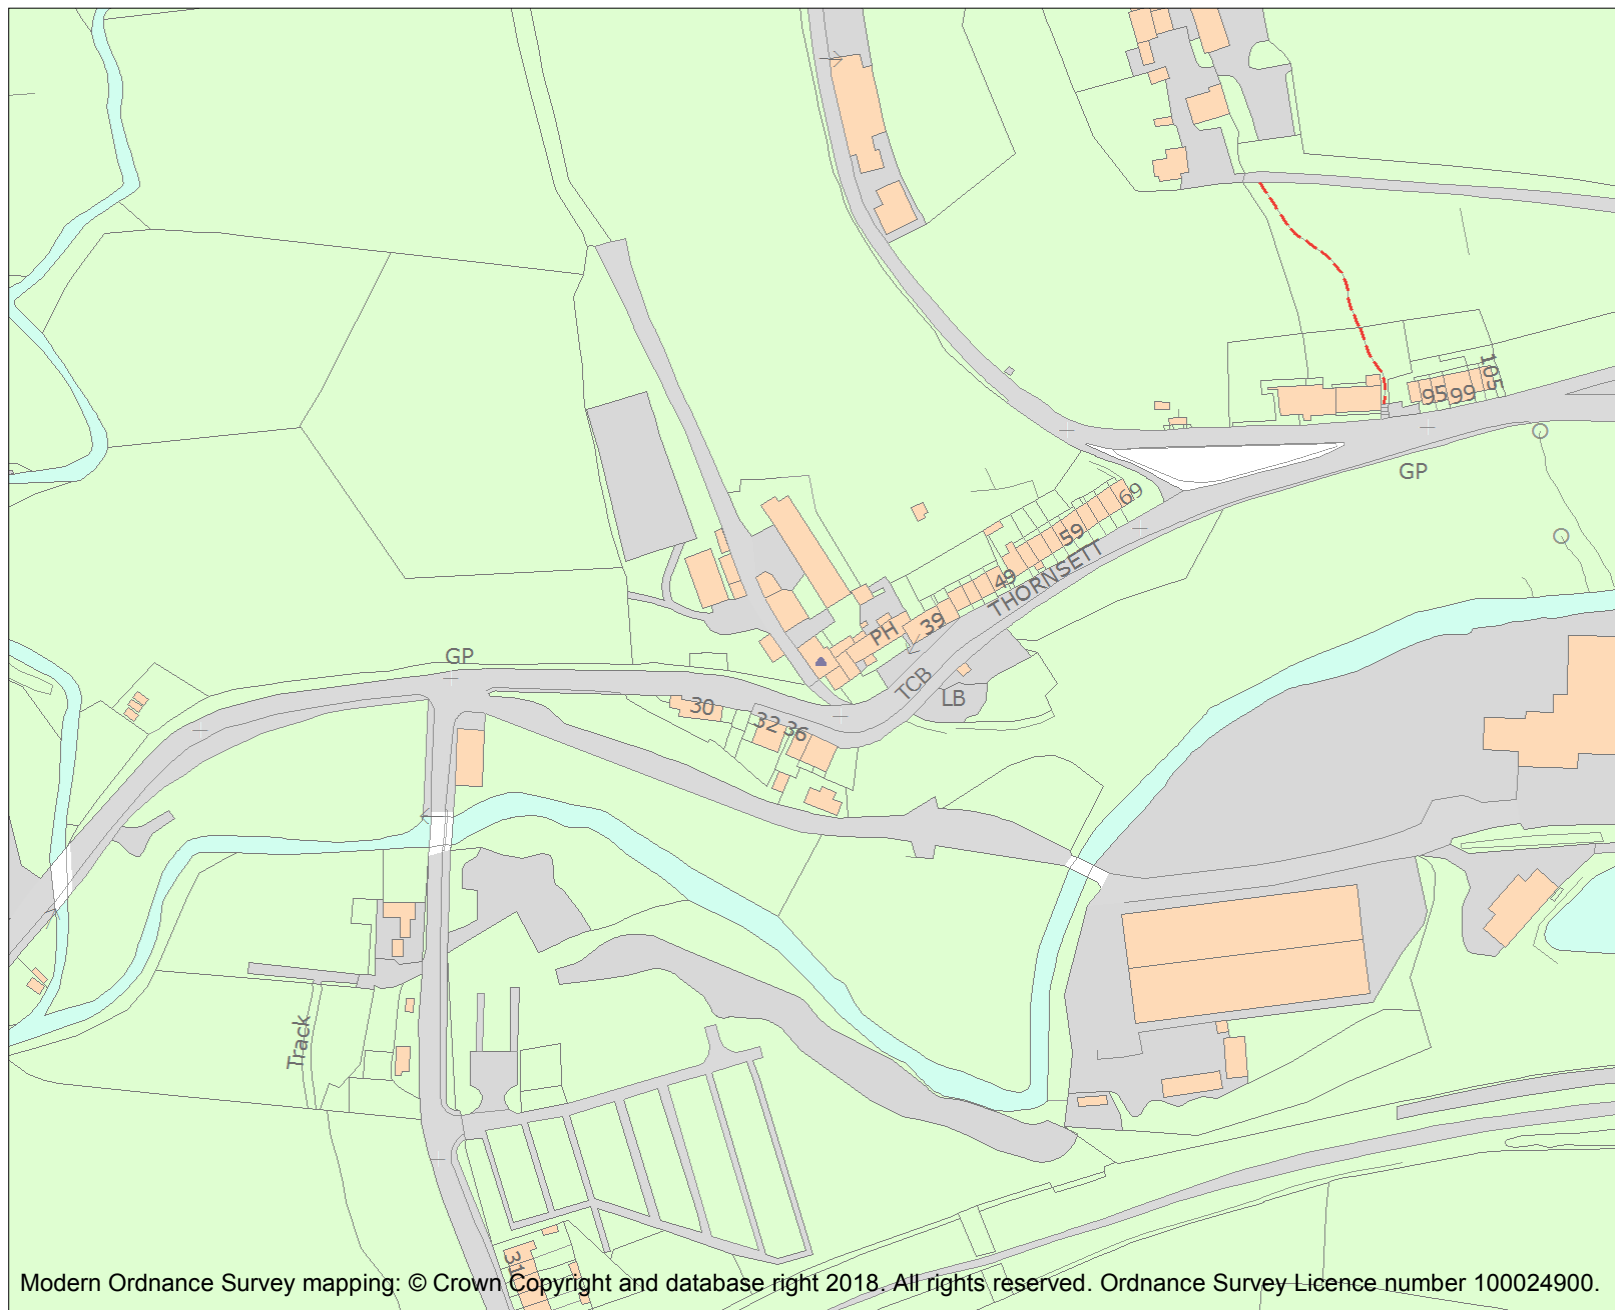 105
95
99
GP
69
59
THORNSETT
49
39
PH
GP
TCB
LB
30
32
36
Track
31
Modern Ordnance Survey mapping: © Crown Copyright and database right 2018. All rights reserved. Ordnance Survey Licence number 100024900.